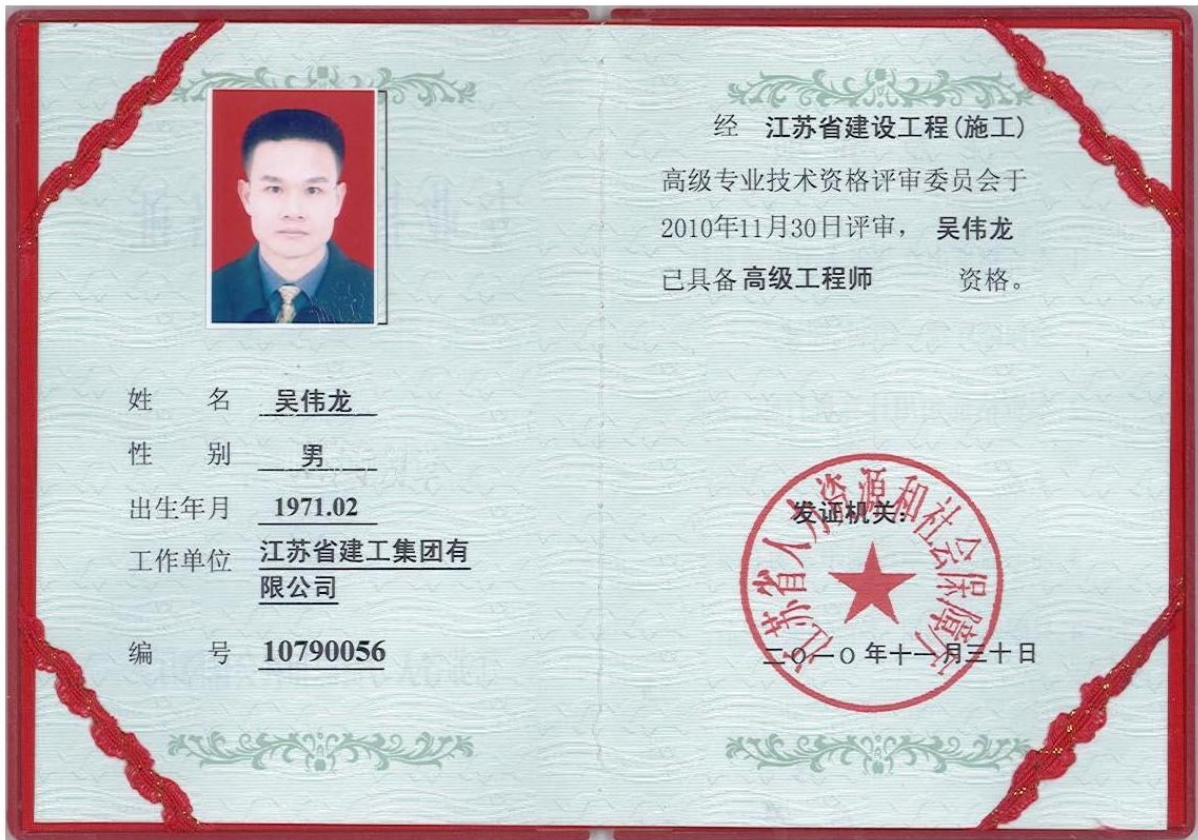 姓名 吴伟龙
性别 男
出生年月 1971.02
工作单位 江苏省建工集团有
限公司
编号 10790056
经 江苏省建设工程(施工)
高级专业技术资格评审委员会于
2010年11月30日评审， 吴伟龙
已具备高级工程师 资格。
江苏省人力资源和社会保障厅
发证机关:
二〇一〇年十一月三十日